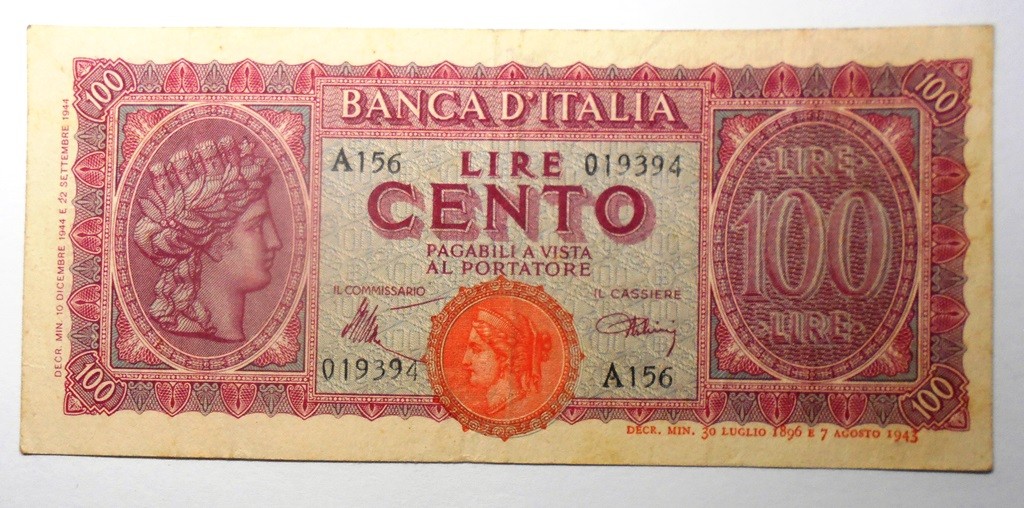 100
100
BANCA D'ITALIA
A156
LIRE
019394
CENTO
PAGABILI A VISTA
AL PORTATORE
IL COMMISSARIO
IL CASSIERE
019394
A156
LIRE
100
LIRE
100
100
DECR. MIN. 30 LUGLIO 1896 E 7 AGOSTO 1943
DECR. MIN. 10 DICEMBRE 1944 E 22 SETTEMBRE 1944